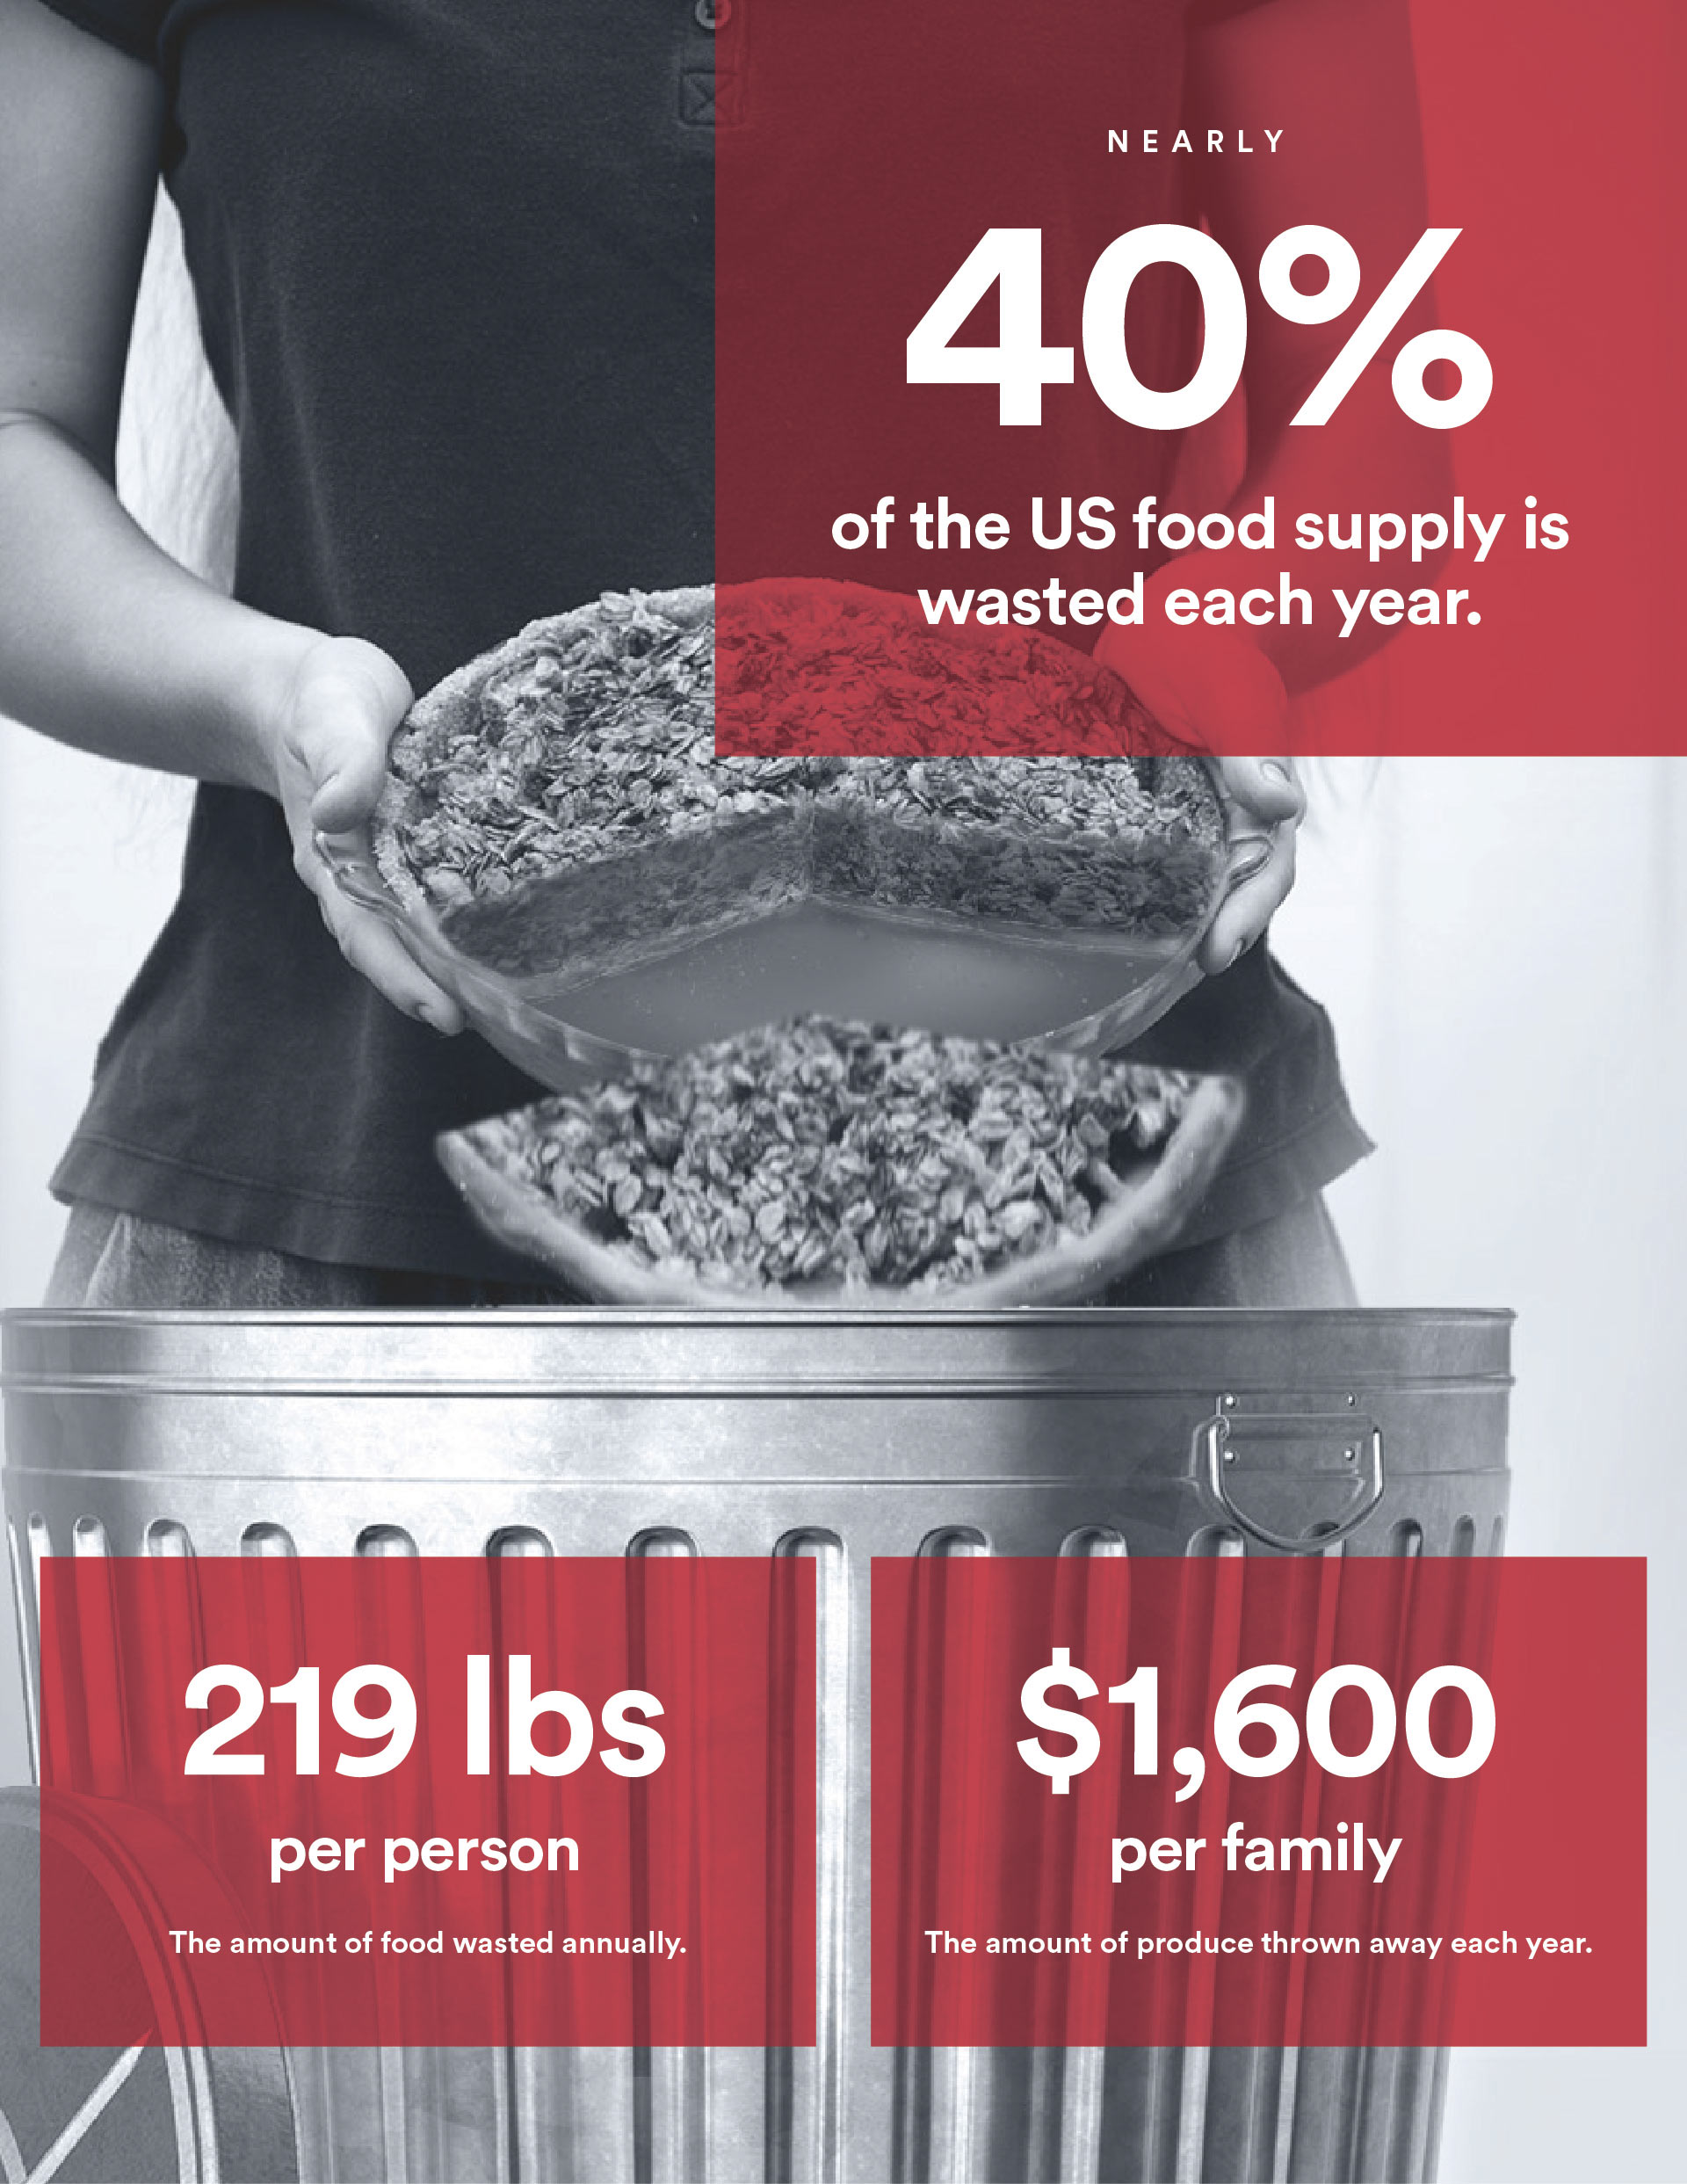 NEARLY
40%
of the US food supply is
wasted each year.
219 lbs
per person
The amount of food wasted annually.
$1,600
per family
The amount of produce thrown away each year.